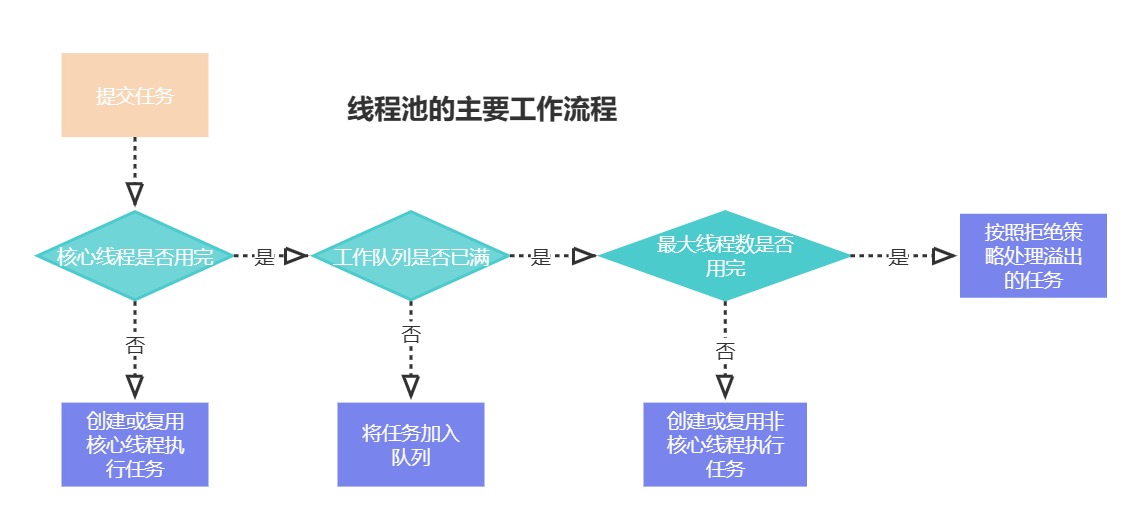 提交任务
线程池的主要工作流程
核心线程是否用完
是
工作队列是否已满
是
最大线程数是否
用完
是
按照拒绝策
略处理溢出
的任务
否
否
否
创建或复用
核心线程执
行任务
将任务加入
队列
创建或复用非
核心线程执行
任务